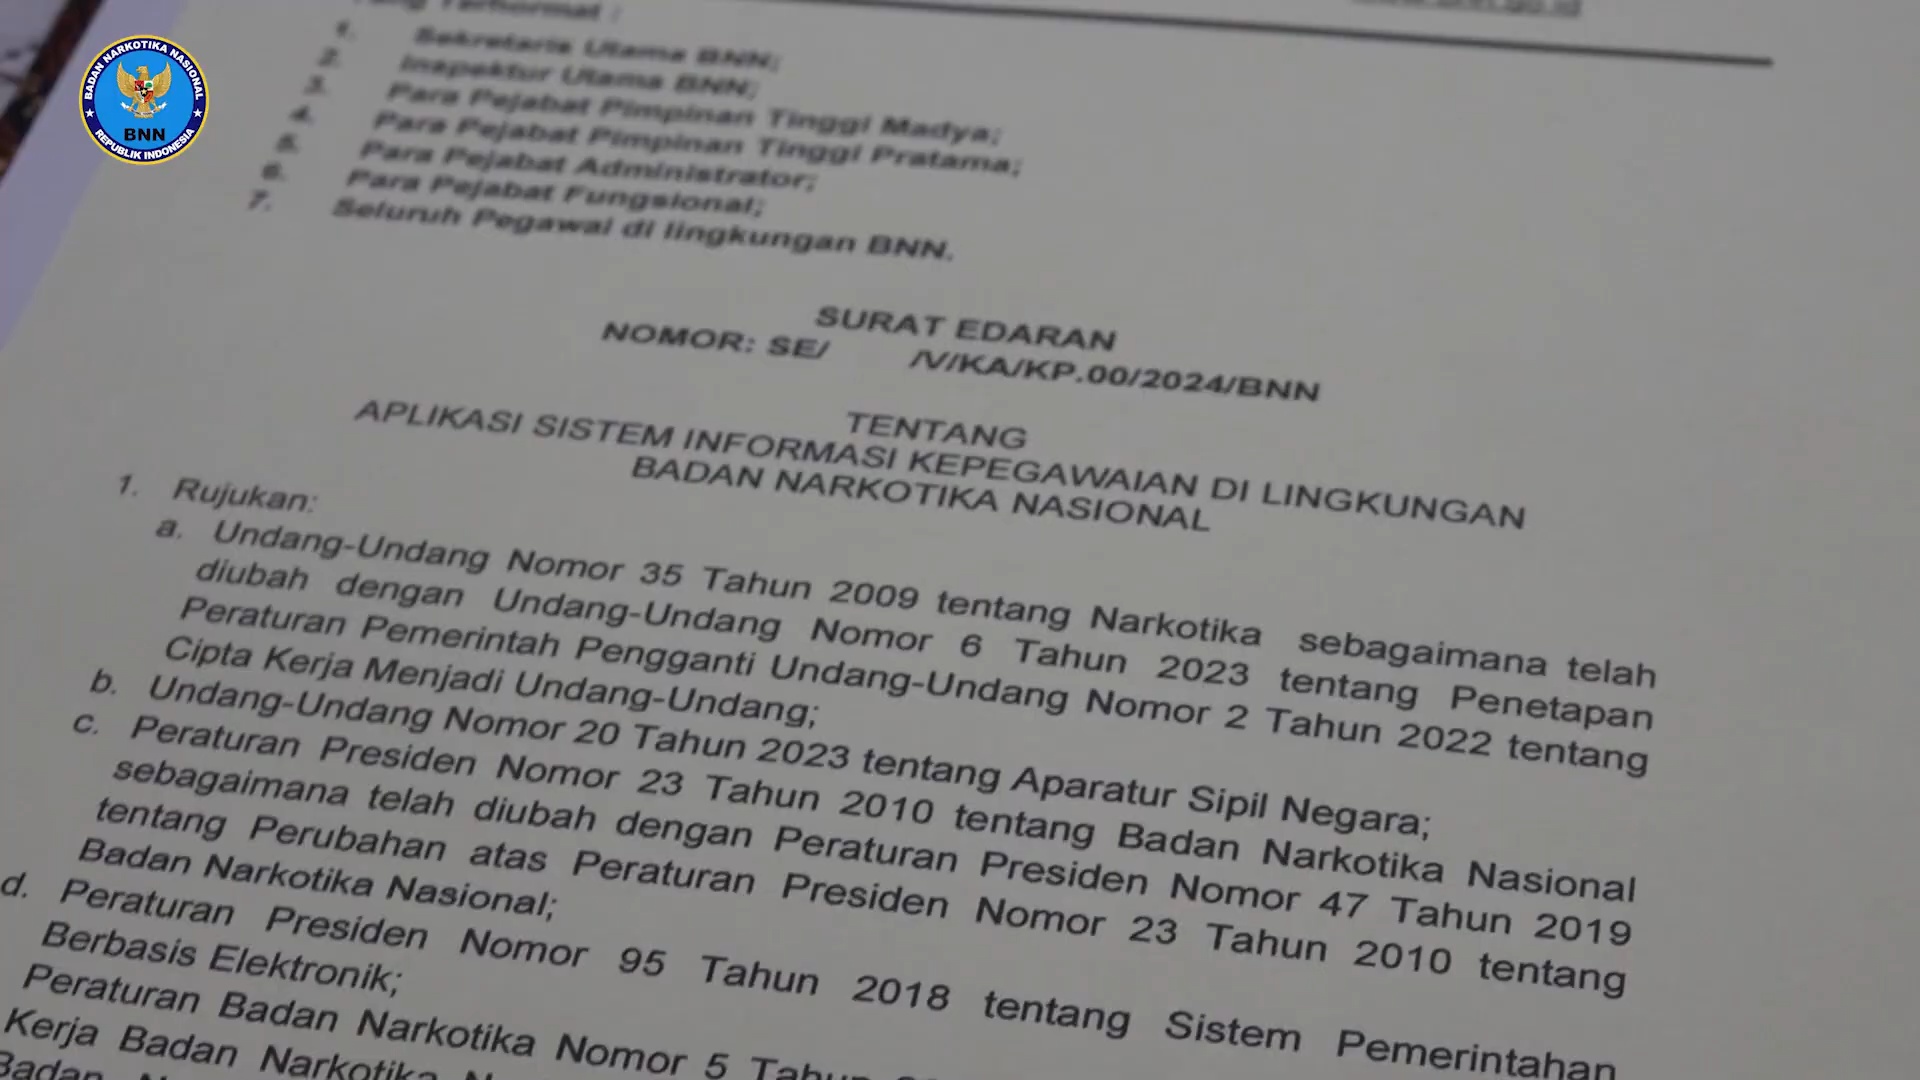 BADAN NARKOTIKA NASIONAL
BNN
REPUBLIK INDONESIA
Yang Terhormat :
1. Sekretaris Utama BNN;
2. Inspektur Utama BNN;
3. Para Pejabat Pimpinan Tinggi Madya;
4. Para Pejabat Pimpinan Tinggi Pratama;
5. Para Pejabat Administrator;
6. Para Pejabat Fungsional;
7. Seluruh Pegawai di lingkungan BNN.
SURAT EDARAN
NOMOR: SE/ /V/KA/KP.00/2024/BNN
TENTANG
APLIKASI SISTEM INFORMASI KEPEGAWAIAN DI LINGKUNGAN
BADAN NARKOTIKA NASIONAL
1. Rujukan:
a. Undang-Undang Nomor 35 Tahun 2009 tentang Narkotika sebagaimana telah
diubah dengan Undang-Undang Nomor 6 Tahun 2023 tentang Penetapan
Peraturan Pemerintah Pengganti Undang-Undang Nomor 2 Tahun 2022 tentang
Cipta Kerja Menjadi Undang-Undang;
b. Undang-Undang Nomor 20 Tahun 2023 tentang Aparatur Sipil Negara;
c. Peraturan Presiden Nomor 23 Tahun 2010 tentang Badan Narkotika Nasional
sebagaimana telah diubah dengan Peraturan Presiden Nomor 47 Tahun 2019
tentang Perubahan atas Peraturan Presiden Nomor 23 Tahun 2010 tentang
Badan Narkotika Nasional;
d. Peraturan Presiden Nomor 95 Tahun 2018 tentang Sistem Pemerintahan
Berbasis Elektronik;
Peraturan Badan Narkotika Nomor 5
Kerja Badan Narkotika
Badan